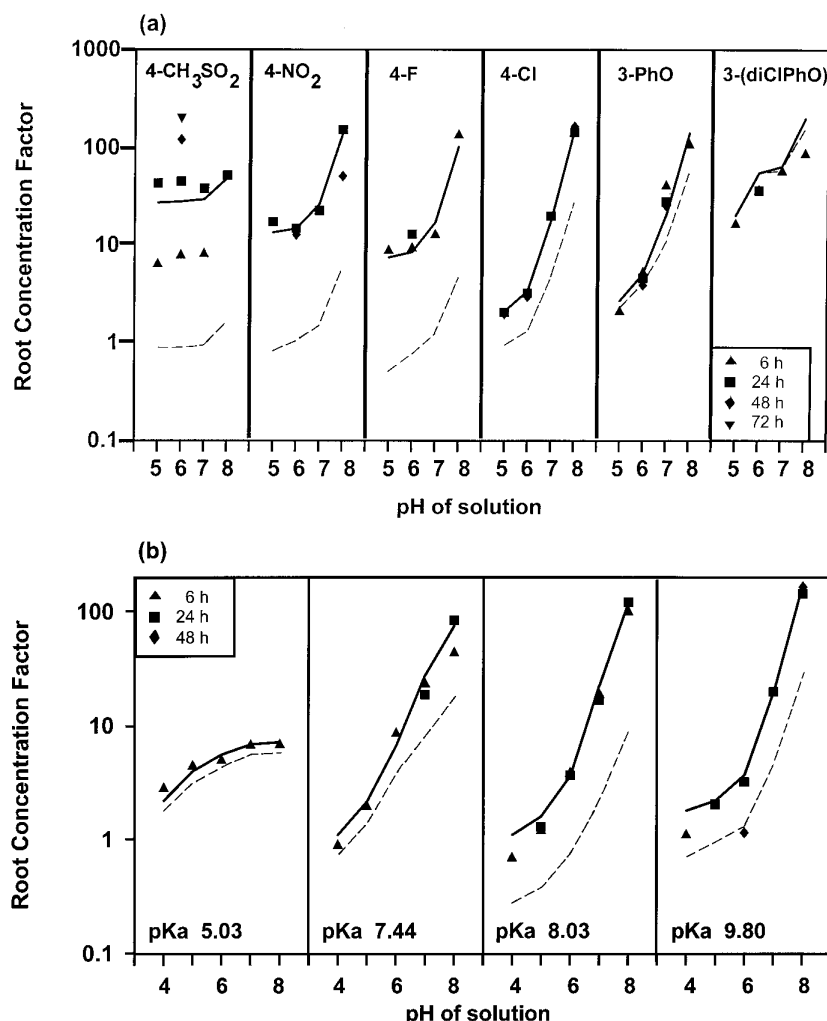 (a)
Root Concentration Factor
1000
100
10
1
0.1
4-CH3SO2
4-NO2
4-F
4-Cl
3-PhO
3-(diClPhO)
6 h
24 h
48 h
72 h
5 6 7 8 5 6 7 8 5 6 7 8 5 6 7 8 5 6 7 8 5 6 7 8
pH of solution
(b)
Root Concentration Factor
100
10
1
0.1
6 h
24 h
48 h
pKa 5.03
pKa 7.44
pKa 8.03
pKa 9.80
4 6 8 4 6 8 4 6 8 4 6 8
pH of solution